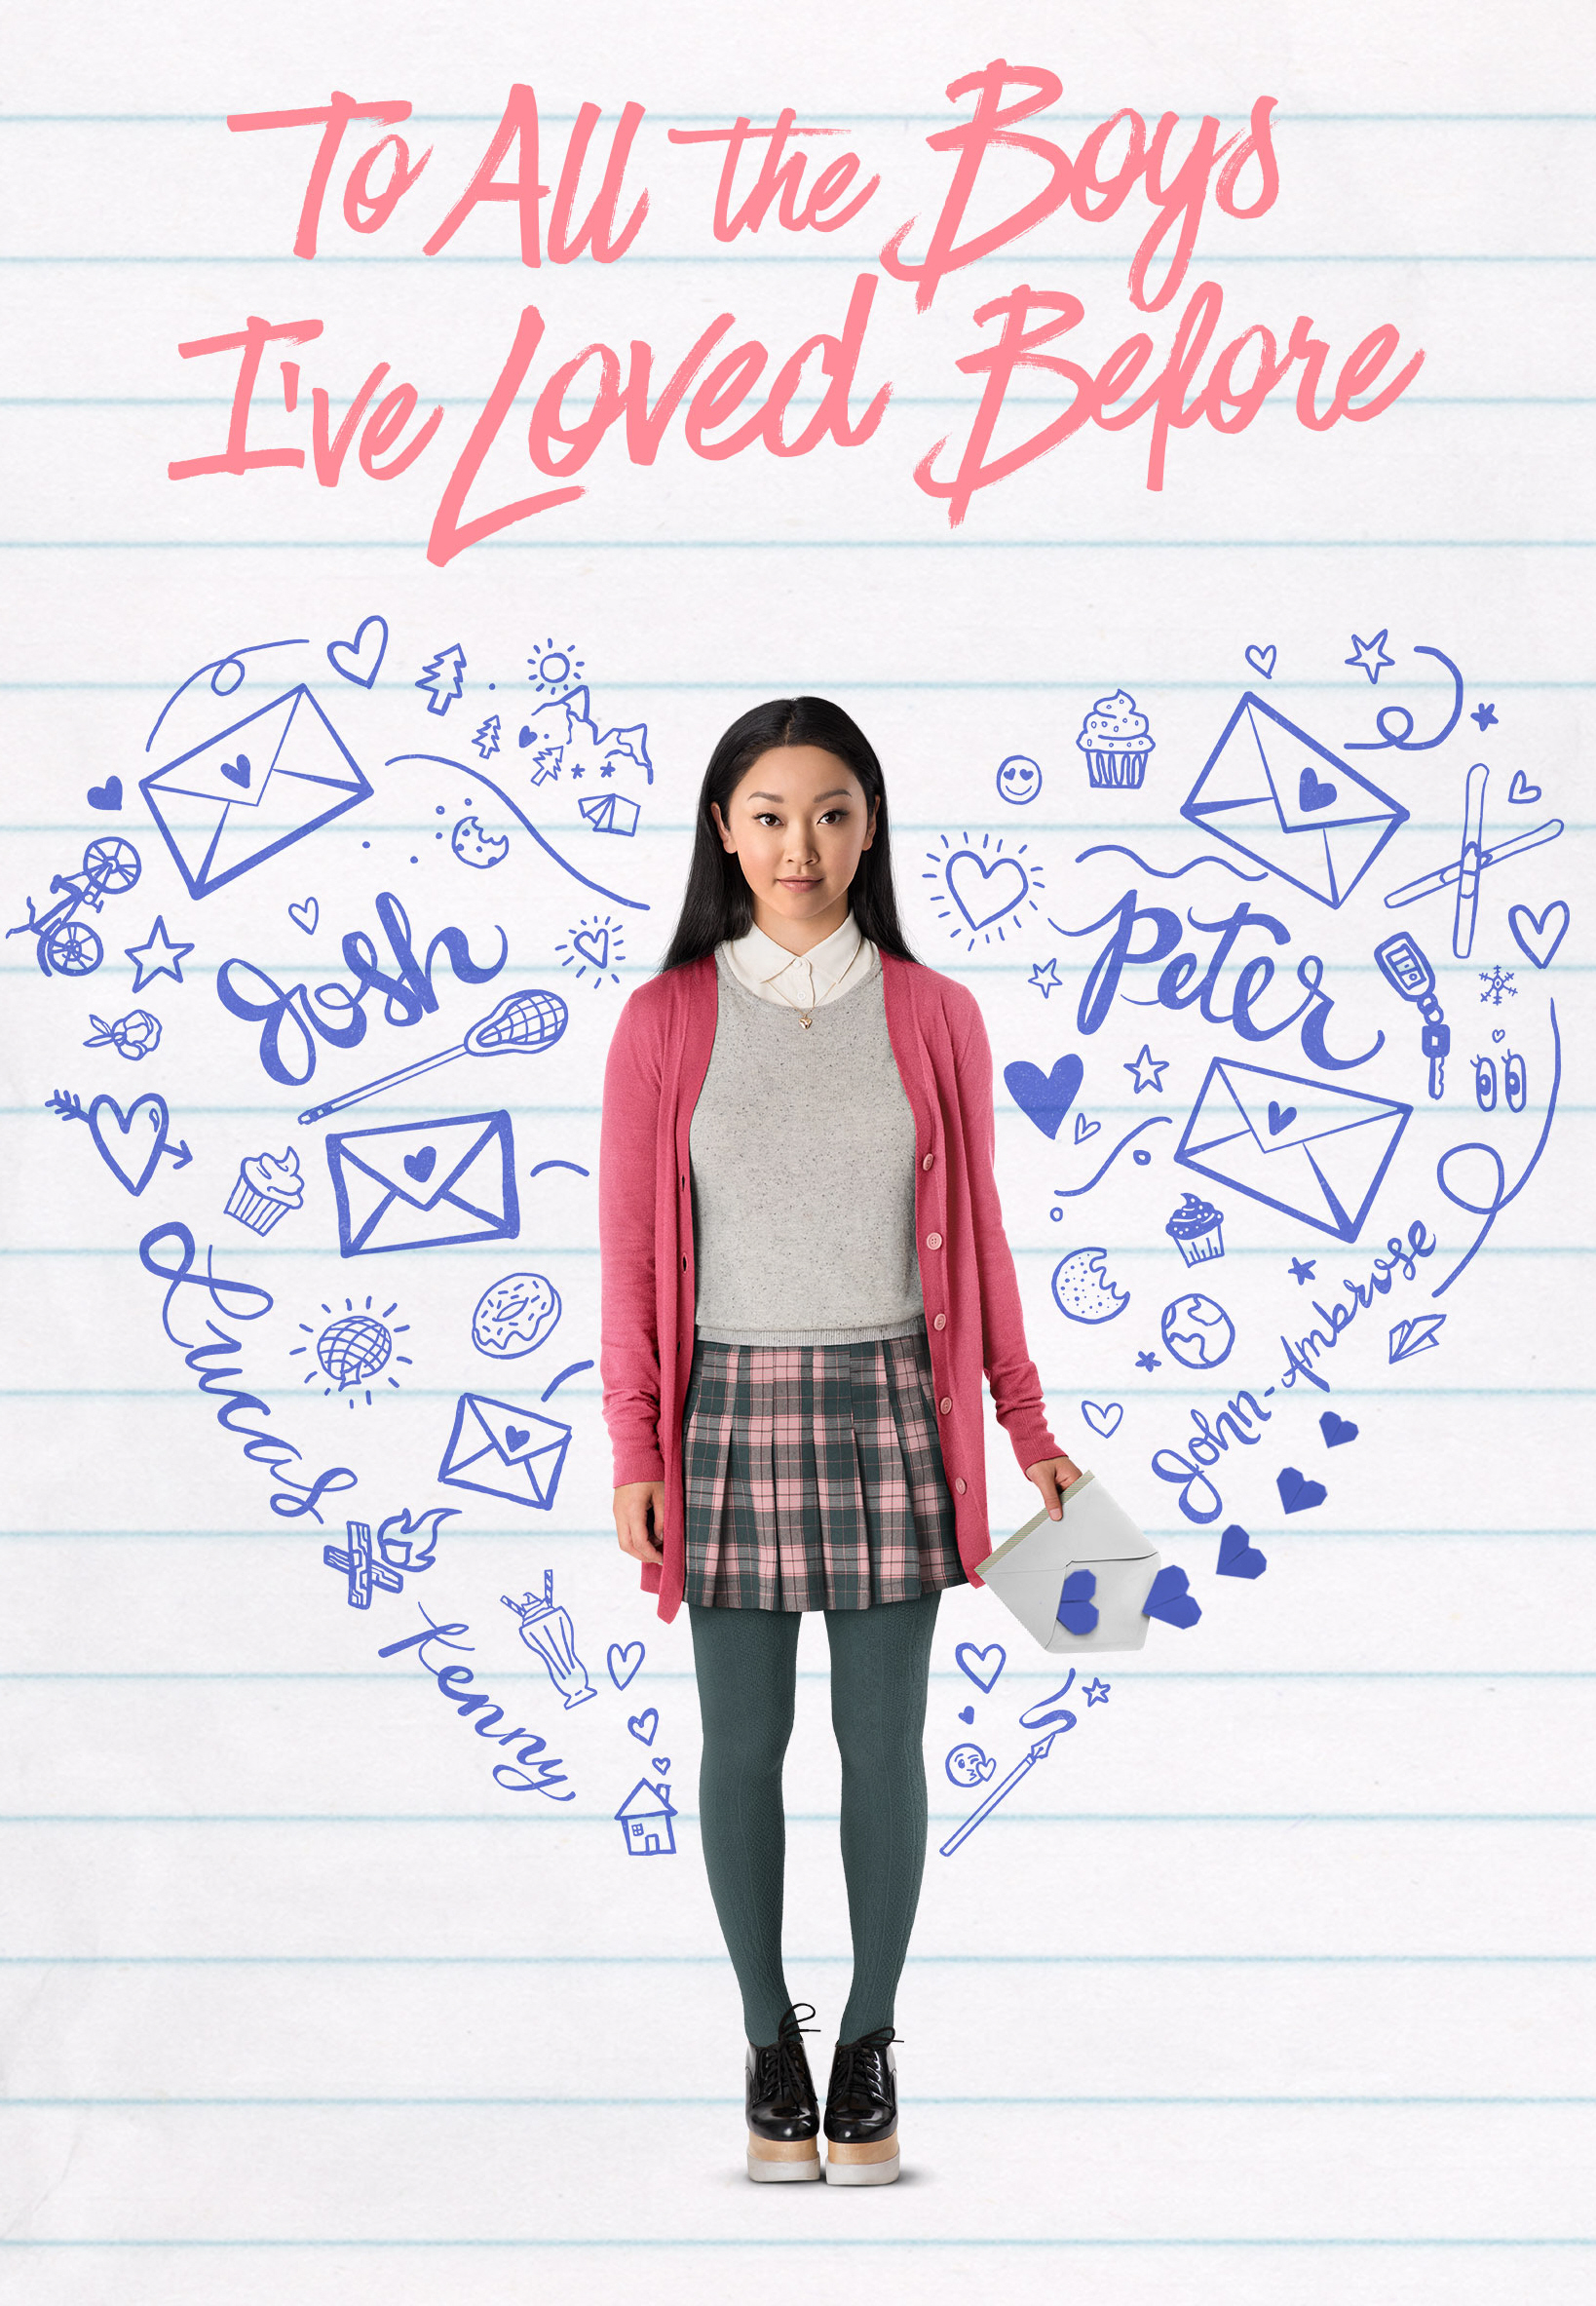 To All the Boys
I've Loved Before
Josh
Peter
Lucas
John-Ambrose
Kenny